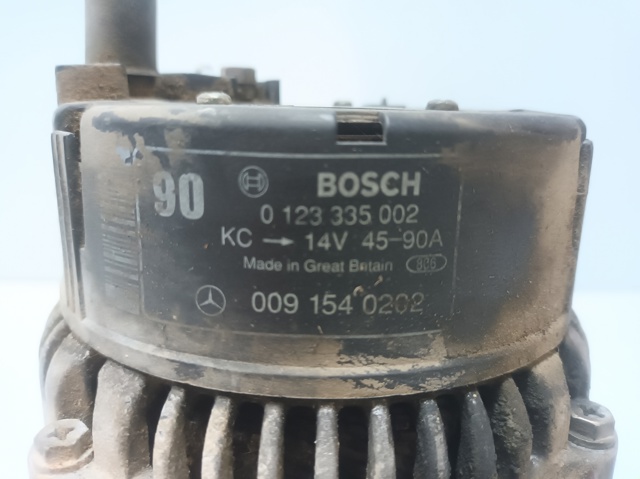 90
BOSCH
0 123 335 002
KC → 14V 45-90A
Made in Great Britain
009 154 0202